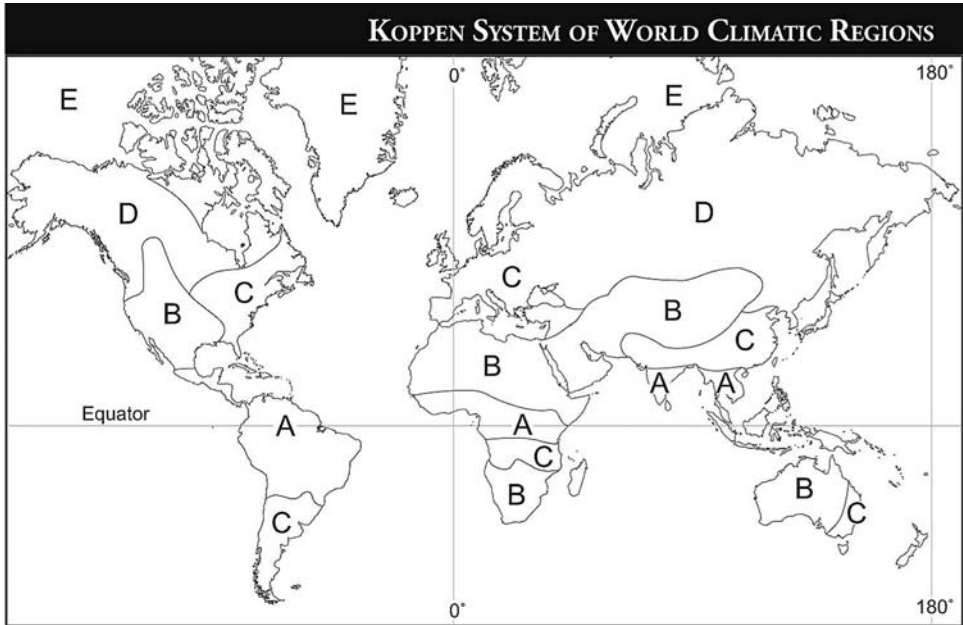 KOPPEN SYSTEM OF WORLD CLIMATIC REGIONS
0° 180°
E E E
D D
C C
B B
C
B
A A
Equator
A A
C
B B
C C
0° 180°